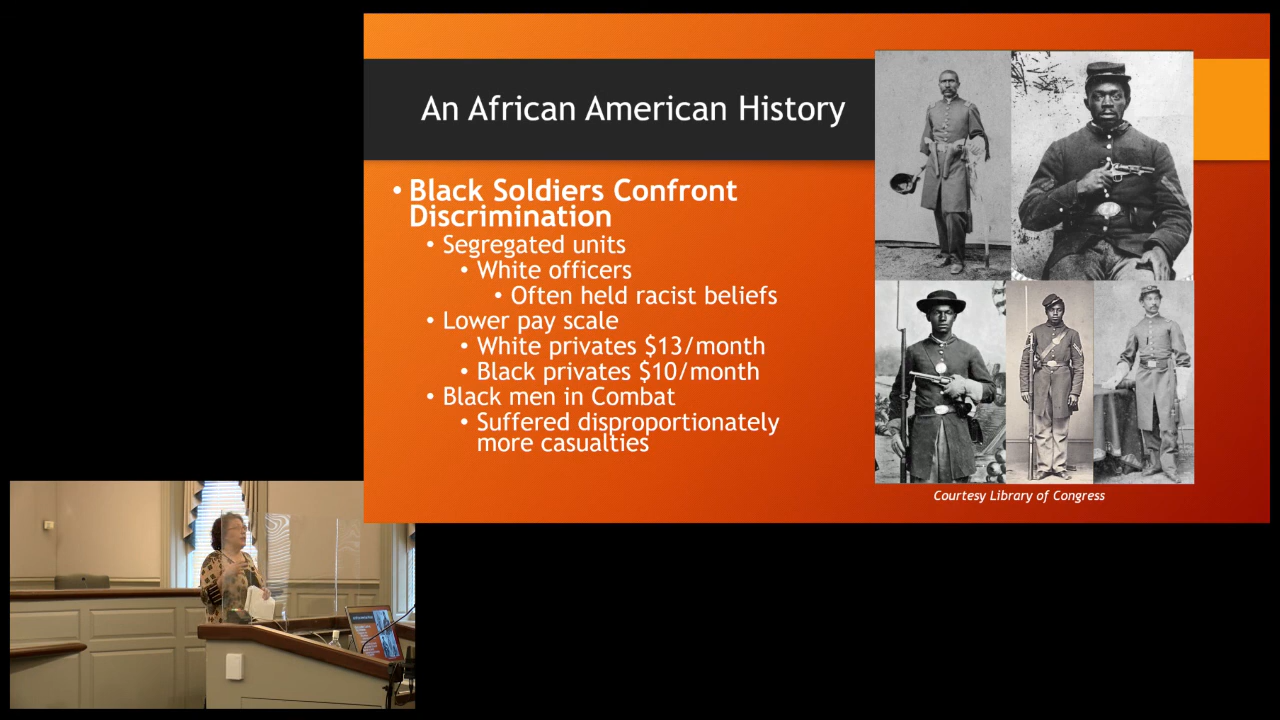 An African American History
• Black Soldiers Confront
Discrimination
• Segregated units
• White officers
• Often held racist beliefs
• Lower pay scale
• White privates $13/month
• Black privates $10/month
• Black men in Combat
• Suffered disproportionately
more casualties
Courtesy Library of Congress